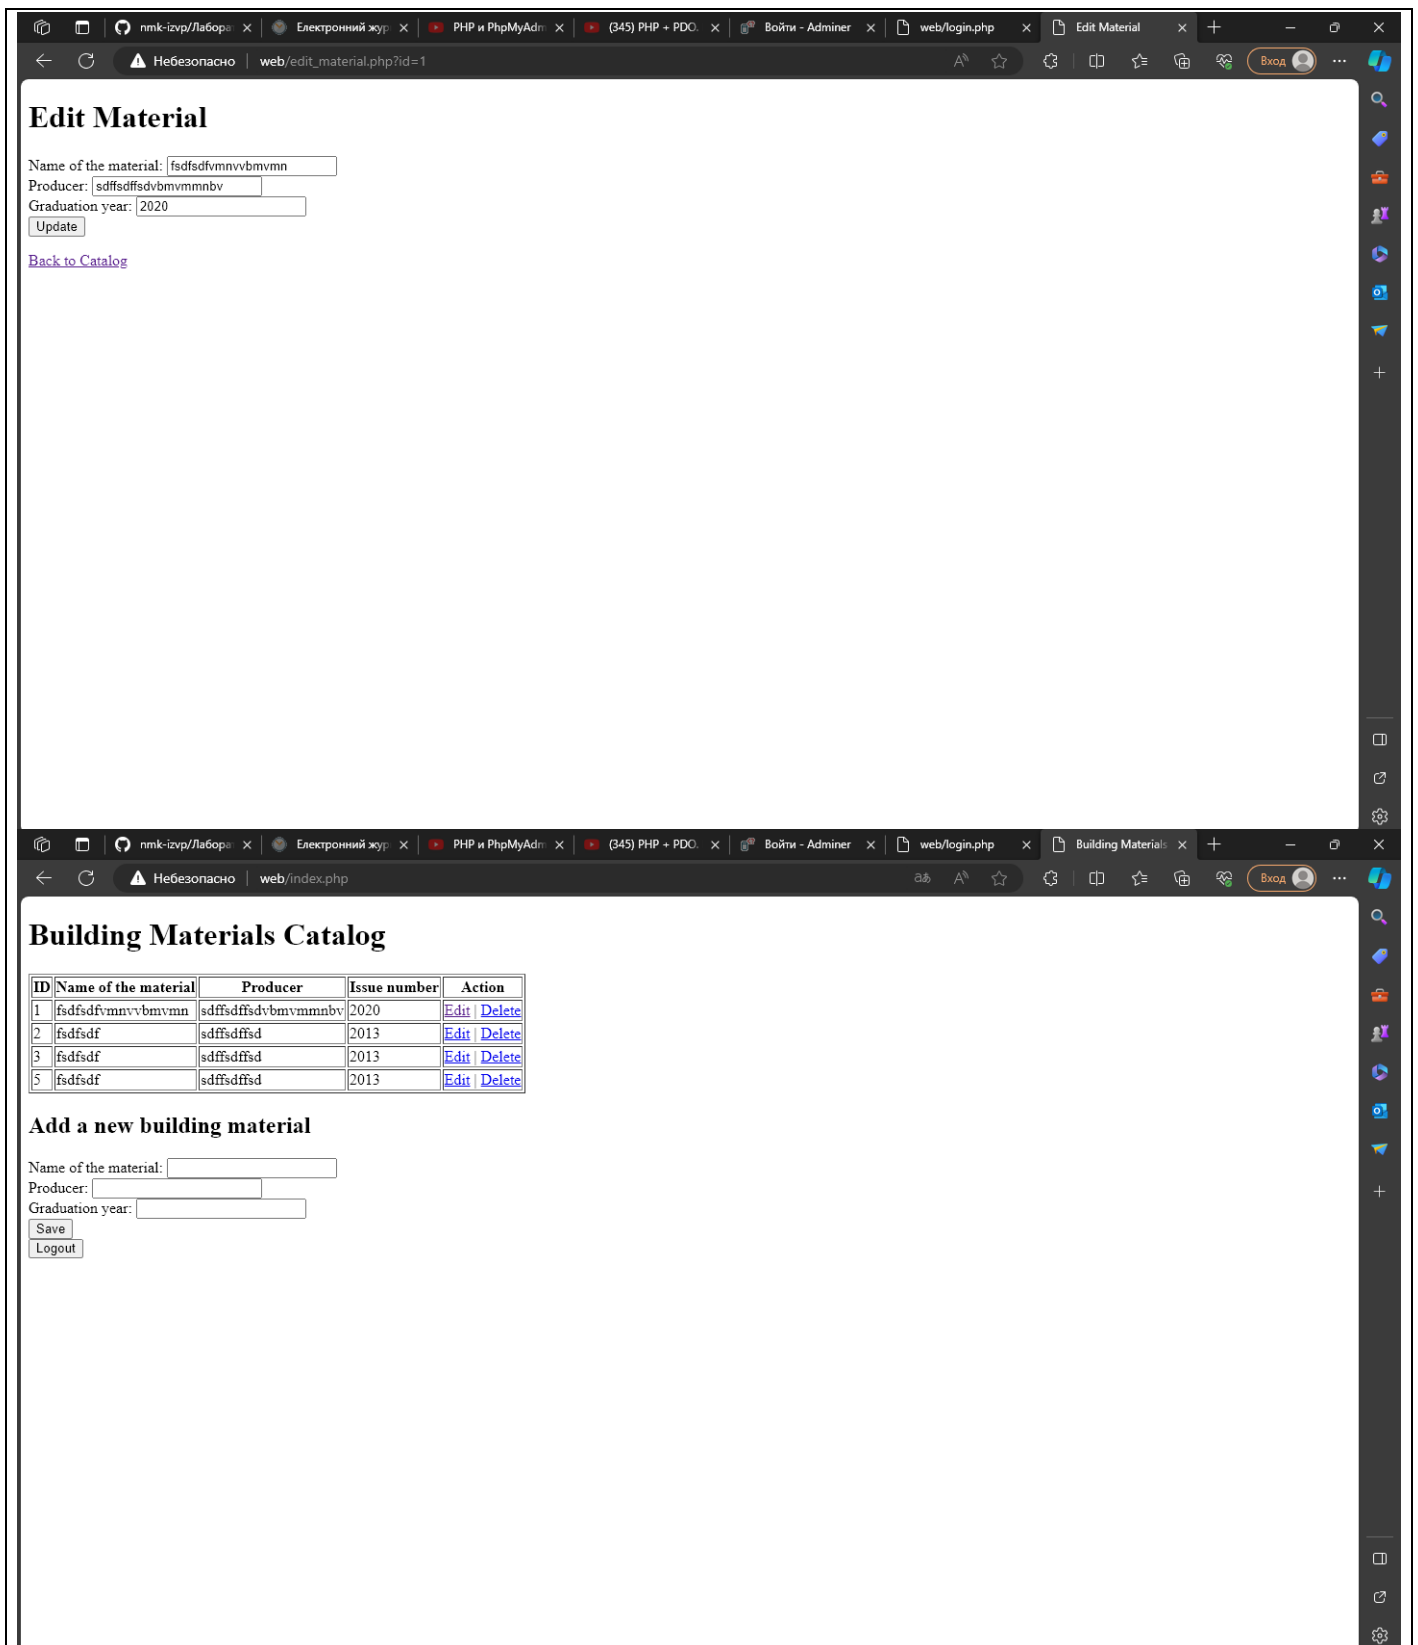 nmk-izvp/Лаборат
Електронний жур
PHP и PhpMyAdm
(345) PHP + PDO.
Войти - Adminer
web/login.php
Edit Material
Небезопасно | web/edit_material.php?id=1
Вход
Edit Material
Name of the material: fsdfsdfvmnvvbmvmn
Producer: sdffsdffsdvbmvmmnbv
Graduation year: 2020
Update
Back to Catalog
nmk-izvp/Лаборат
Електронний жур
PHP и PhpMyAdm
(345) PHP + PDO.
Войти - Adminer
web/login.php
Building Materials
Небезопасно | web/index.php
Вход
Building Materials Catalog
ID Name of the material Producer Issue number Action
1 fsdfsdfvmnvvbmvmn sdffsdffsdvbmvmmnbv 2020 Edit | Delete
2 fsdfsdf sdffsdffsd 2013 Edit | Delete
3 fsdfsdf sdffsdffsd 2013 Edit | Delete
5 fsdfsdf sdffsdffsd 2013 Edit | Delete
Add a new building material
Name of the material:
Producer:
Graduation year:
Save
Logout